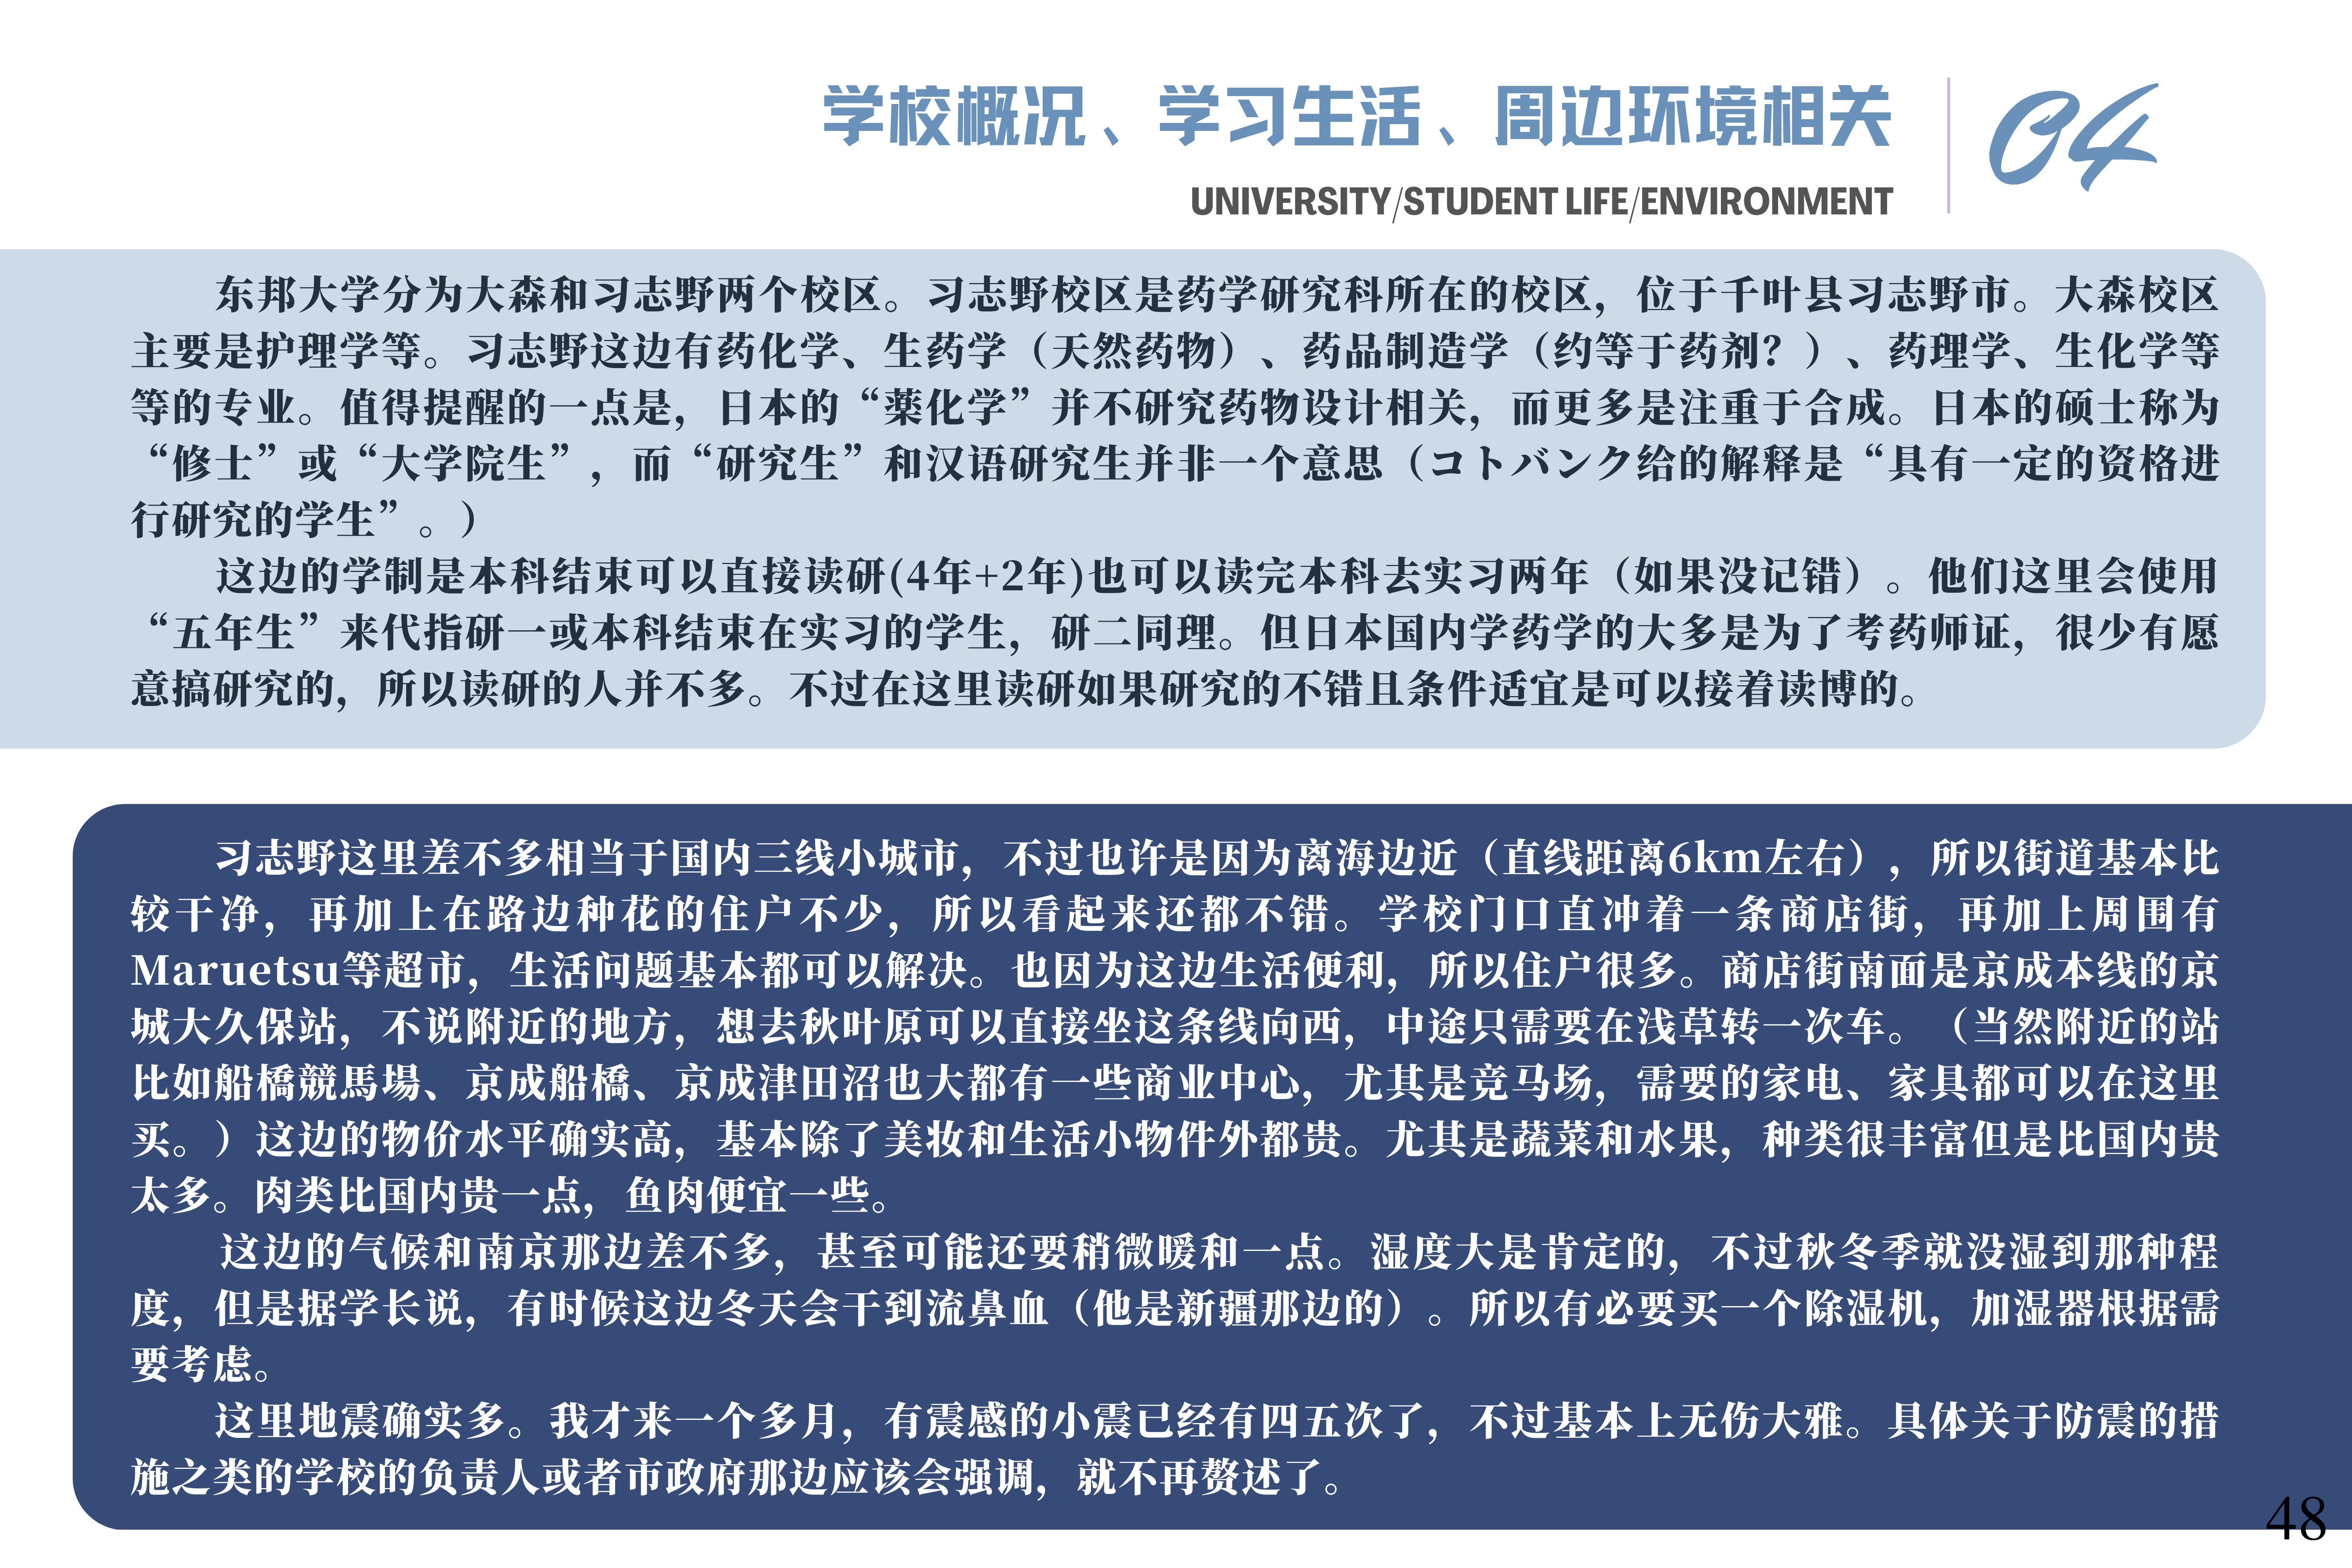 学校概况、学习生活、周边环境相关
04
UNIVERSITY/STUDENT LIFE/ENVIRONMENT
东邦大学分为大森和习志野两个校区。习志野校区是药学研究科所在的校区，位于千叶县习志野市。大森校区
主要是护理学等。习志野这边有药化学、生药学（天然药物）、药品制造学（约等于药剂？）、药理学、生化学等
等的专业。值得提醒的一点是，日本的“薬化学”并不研究药物设计相关，而更多是注重于合成。日本的硕士称为
“修士”或“大学院生”，而“研究生”和汉语研究生并非一个意思（コトバンク给的解释是“具有一定的资格进
行研究的学生”。）
这边的学制是本科结束可以直接读研(4年+2年)也可以读完本科去实习两年（如果没记错）。他们这里会使用
“五年生”来代指研一或本科结束在实习的学生，研二同理。但日本国内学药学的大多是为了考药师证，很少有愿
意搞研究的，所以读研的人并不多。不过在这里读研如果研究的不错且条件适宜是可以接着读博的。
习志野这里差不多相当于国内三线小城市，不过也许是因为离海边近（直线距离6km左右），所以街道基本比
较干净，再加上在路边种花的住户不少，所以看起来还都不错。学校门口直冲着一条商店街，再加上周围有
Maruetsu等超市，生活问题基本都可以解决。也因为这边生活便利，所以住户很多。商店街南面是京成本线的京
城大久保站，不说附近的地方，想去秋叶原可以直接坐这条线向西，中途只需要在浅草转一次车。（当然附近的站
比如船橋競馬場、京成船橋、京成津田沼也大都有一些商业中心，尤其是竞马场，需要的家电、家具都可以在这里
买。）这边的物价水平确实高，基本除了美妆和生活小物件外都贵。尤其是蔬菜和水果，种类很丰富但是比国内贵
太多。肉类比国内贵一点，鱼肉便宜一些。
这边的气候和南京那边差不多，甚至可能还要稍微暖和一点。湿度大是肯定的，不过秋冬季就没湿到那种程
度，但是据学长说，有时候这边冬天会干到流鼻血（他是新疆那边的）。所以有必要买一个除湿机，加湿器根据需
要考虑。
这里地震确实多。我才来一个多月，有震感的小震已经有四五次了，不过基本上无伤大雅。具体关于防震的措
施之类的学校的负责人或者市政府那边应该会强调，就不再赘述了。
48